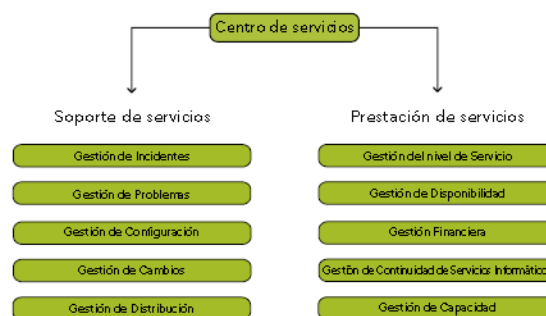 Centro de servicios
Soporte de servicios
Gestión de Incidentes
Gestión de Problemas
Gestión de Configuración
Gestión de Cambios
Gestión de Distribución
Prestación de servicios
Gestión del nivel de Servicio
Gestión de Disponibilidad
Gestión Financiera
Gestión de Continuidad de Servicios Informático
Gestión de Capacidad